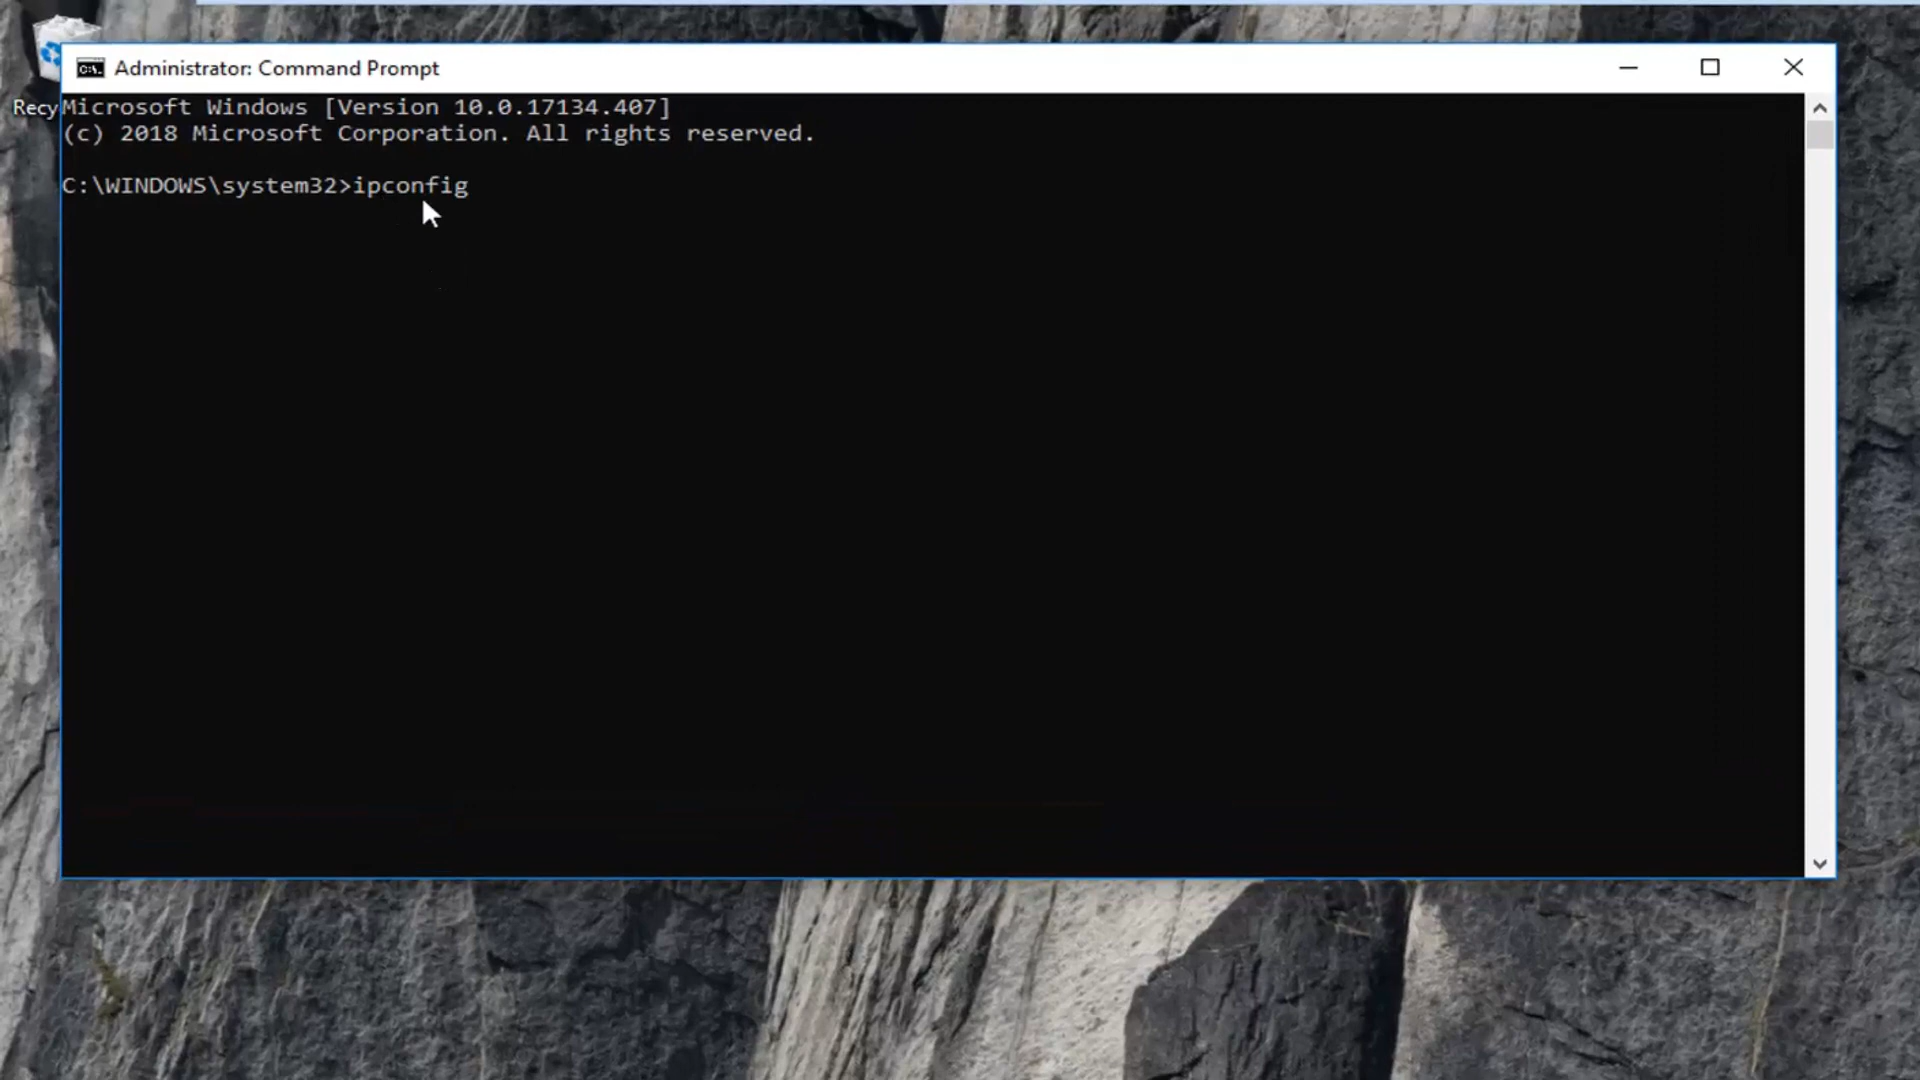 Administrator: Command Prompt
Recy
Microsoft Windows [Version 10.0.17134.407]
(c) 2018 Microsoft Corporation. All rights reserved.
C:\WINDOWS\system32>ipconfig